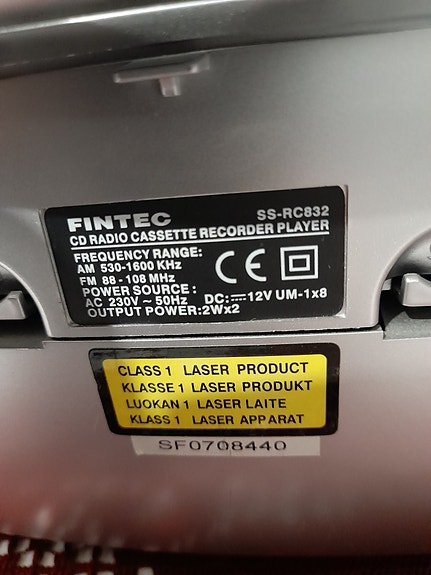 FINTEC SS-RC832
CD RADIO CASSETTE RECORDER PLAYER
FREQUENCY RANGE:
AM 530-1600 KHz
FM 88 - 108 MHz
POWER SOURCE :
AC 230V ~ 50Hz DC: ⎓ 12V UM-1x8
OUTPUT POWER:2Wx2
CE
CLASS 1 LASER PRODUCT
KLASSE 1 LASER PRODUKT
LUOKAN 1 LASER LAITE
KLASS 1 LASER APPARAT
SF0708440